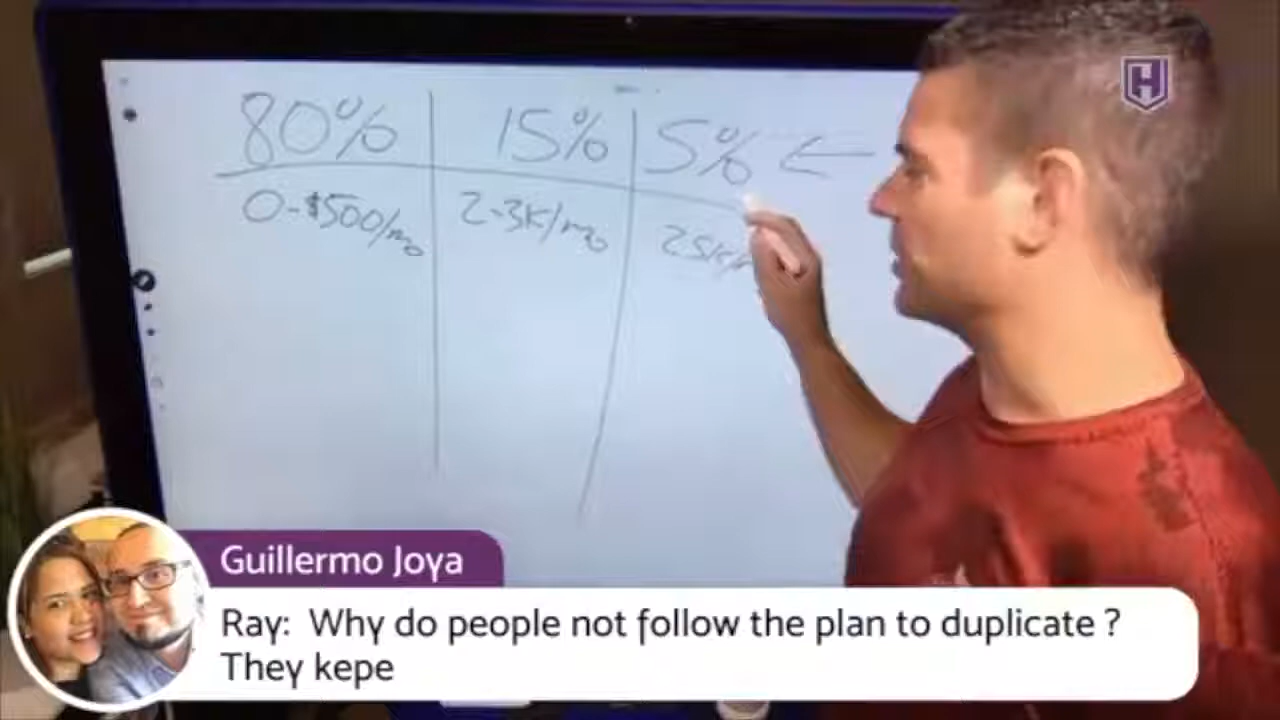 80% 15% 5% ←
0-$500/mo 2-3K/mo 25K/
Guillermo Joya
Ray: Why do people not follow the plan to duplicate ?
They kepe